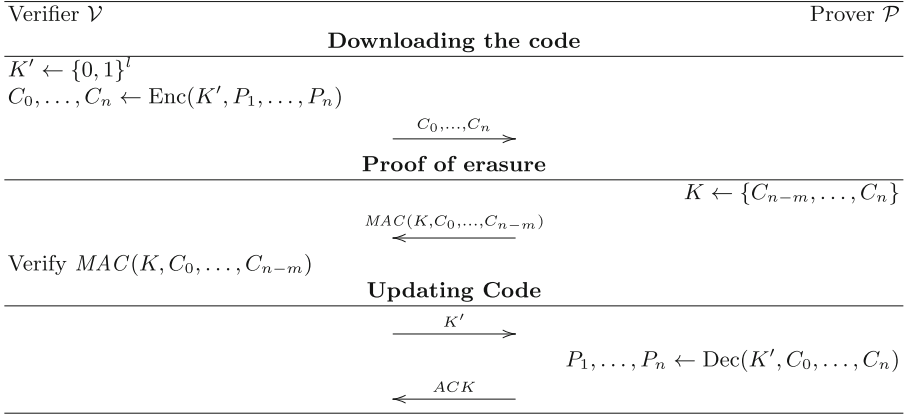 Verifier 𝒱 Prover 𝒫
Downloading the code
K′ ← {0, 1}^l
C_0, …, C_n ← Enc(K′, P_1, …, P_n)
C_0,…,C_n
Proof of erasure
K ← {C_{n−m}, …, C_n}
MAC(K,C_0,…,C_{n−m})
Verify MAC(K, C_0, …, C_{n−m})
Updating Code
K′
P_1, …, P_n ← Dec(K′, C_0, …, C_n)
ACK